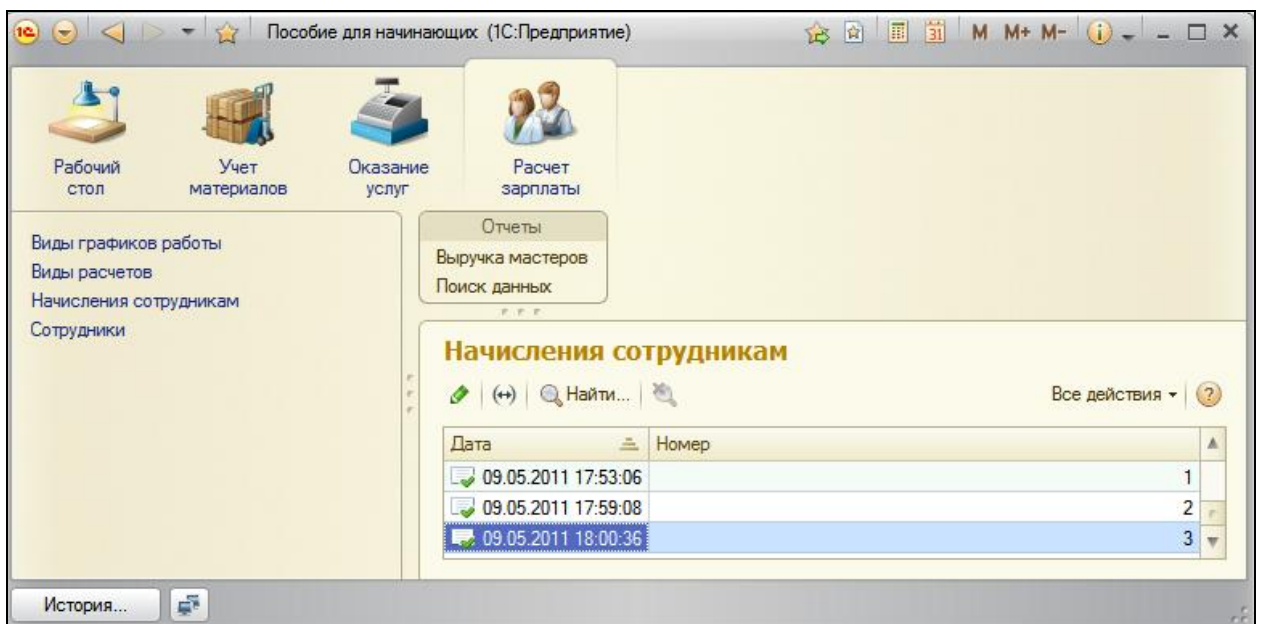 1С Пособие для начинающих (1С:Предприятие) 31 M M+ M-
Рабочий стол
Учет материалов
Оказание услуг
Расчет зарплаты
Виды графиков работы
Виды расчетов
Начисления сотрудникам
Сотрудники
Отчеты
Выручка мастеров
Поиск данных
Начисления сотрудникам
Найти... Все действия ?
Дата Номер
09.05.2011 17:53:06 1
09.05.2011 17:59:08 2
09.05.2011 18:00:36 3
История...